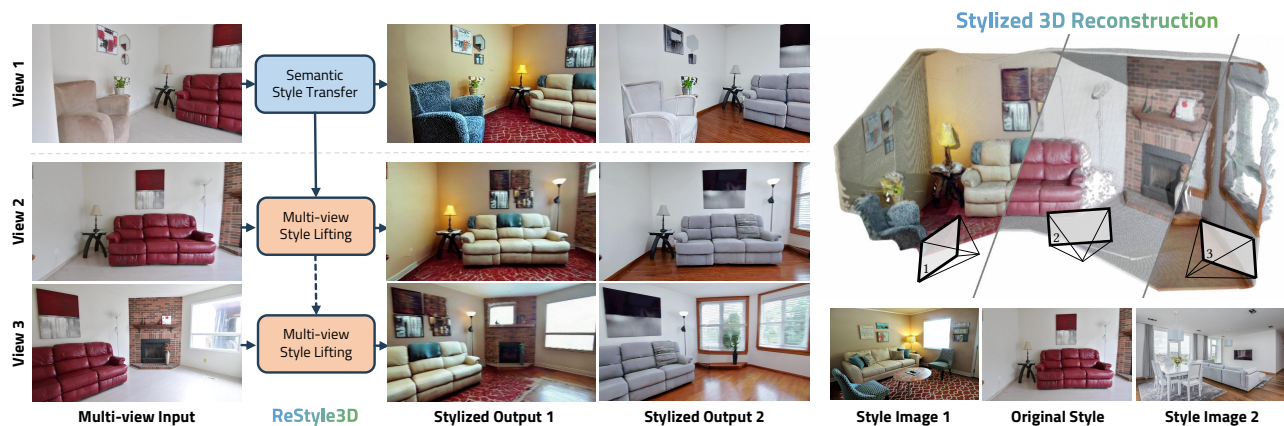 Stylized 3D Reconstruction
View 1
Semantic
Style Transfer
View 2
Multi-view
Style Lifting
View 3
Multi-view
Style Lifting
1
2
3
Multi-view Input
ReStyle3D
Stylized Output 1
Stylized Output 2
Style Image 1
Original Style
Style Image 2